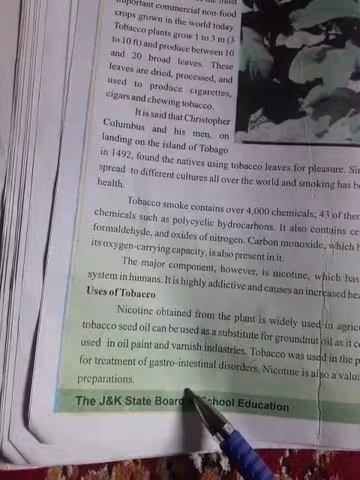 of the most
important commercial non-food
crops grown in the world today.
Tobacco plants grow 1 to 3 m (3
to 10 ft) and produce between 10
and 20 broad leaves. These
leaves are dried, processed, and
used to produce cigarettes,
cigars and chewing tobacco.
It is said that Christopher
Columbus and his men, on
landing on the island of Tobago
in 1492, found the natives using tobacco leaves for pleasure.
spread to different cultures all over the world and smoking has
health.
Tobacco smoke contains over 4,000 chemicals; 43 of
chemicals such as polycyclic hydrocarbons. It also contains
formaldehyde, and oxides of nitrogen. Carbon monoxide, which
its oxygen-carrying capacity, is also present in it.
The major component, however, is nicotine, which has
system in humans. It is highly addictive and causes an increased
Uses of Tobacco
Nicotine obtained from the plant is widely used in
tobacco seed oil can be used as a substitute for groundnut oil as it
used in oil paint and varnish industries. Tobacco was used in the
for treatment of gastro-intestinal disorders. Nicotine is also a
preparations.
The J&K State Board School Education